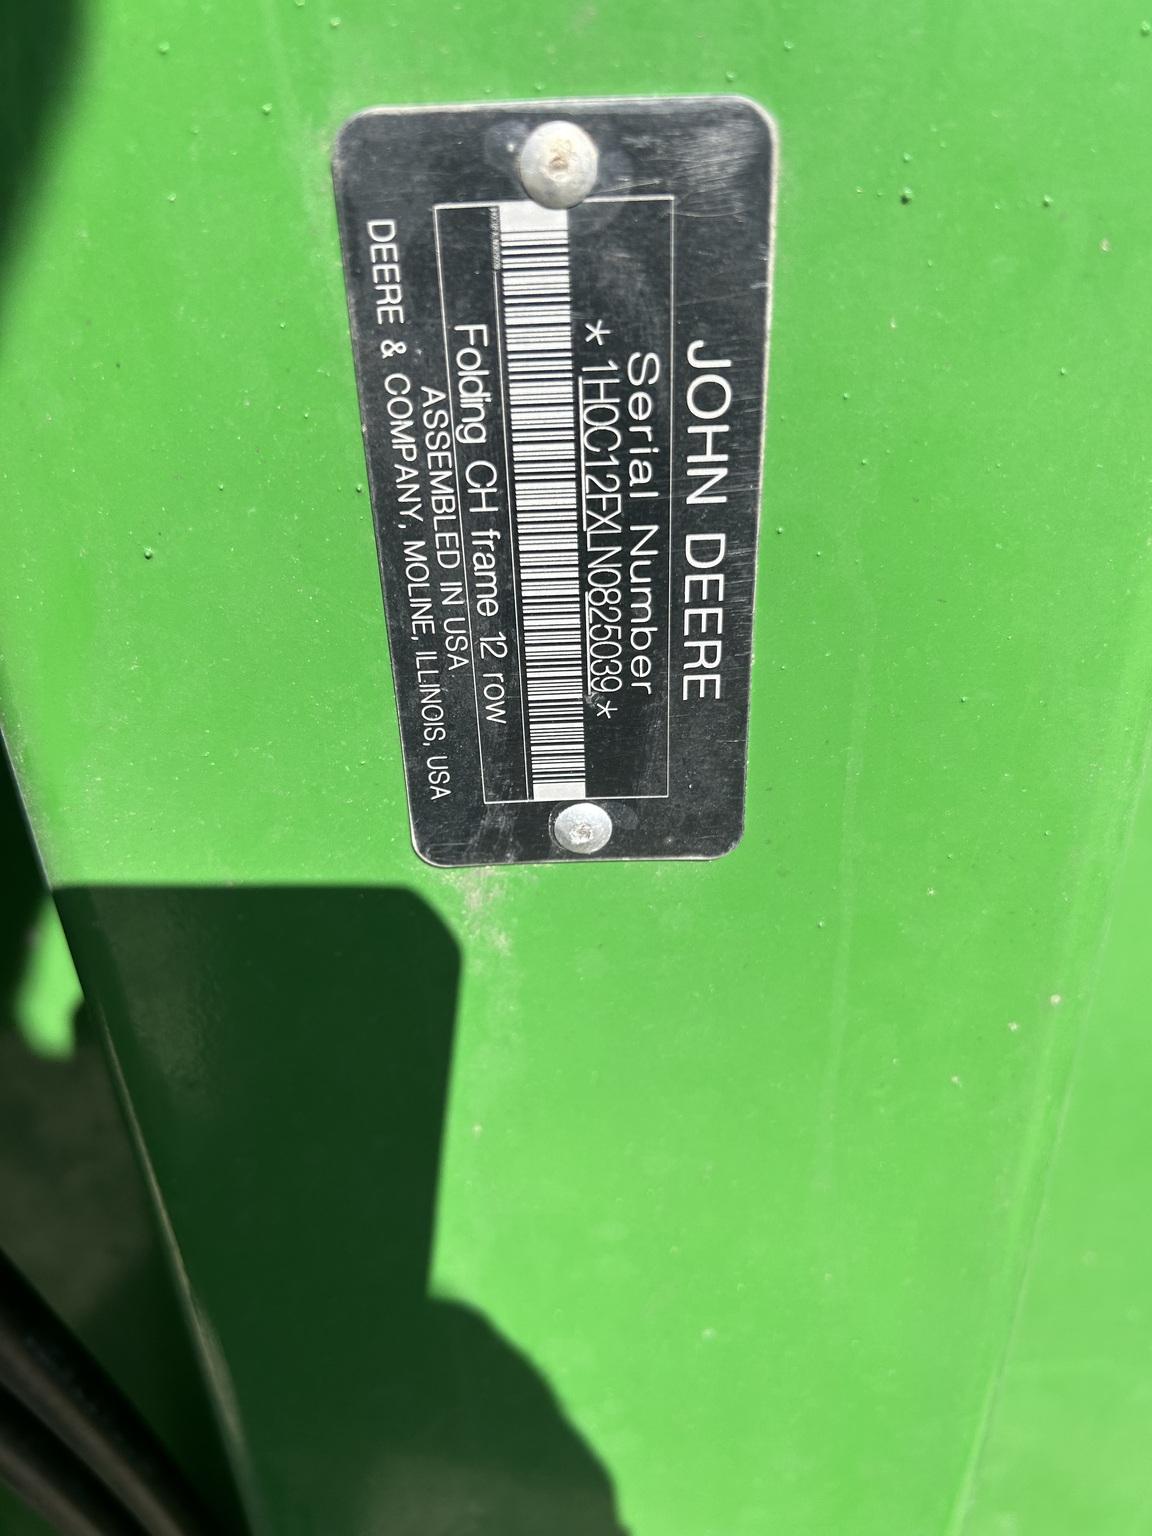 JOHN DEERE
Serial Number
* 1H0C12FXLN0825039 *
Folding CH frame 12 row
ASSEMBLED IN USA
DEERE & COMPANY, MOLINE, ILLINOIS, USA